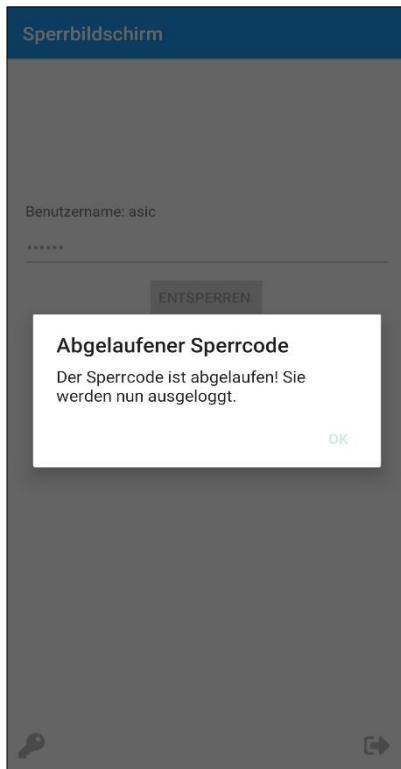 Sperrbildschirm
Benutzername: asic
••••••
ENTSPERREN
Abgelaufener Sperrcode
Der Sperrcode ist abgelaufen! Sie
werden nun ausgeloggt.
OK